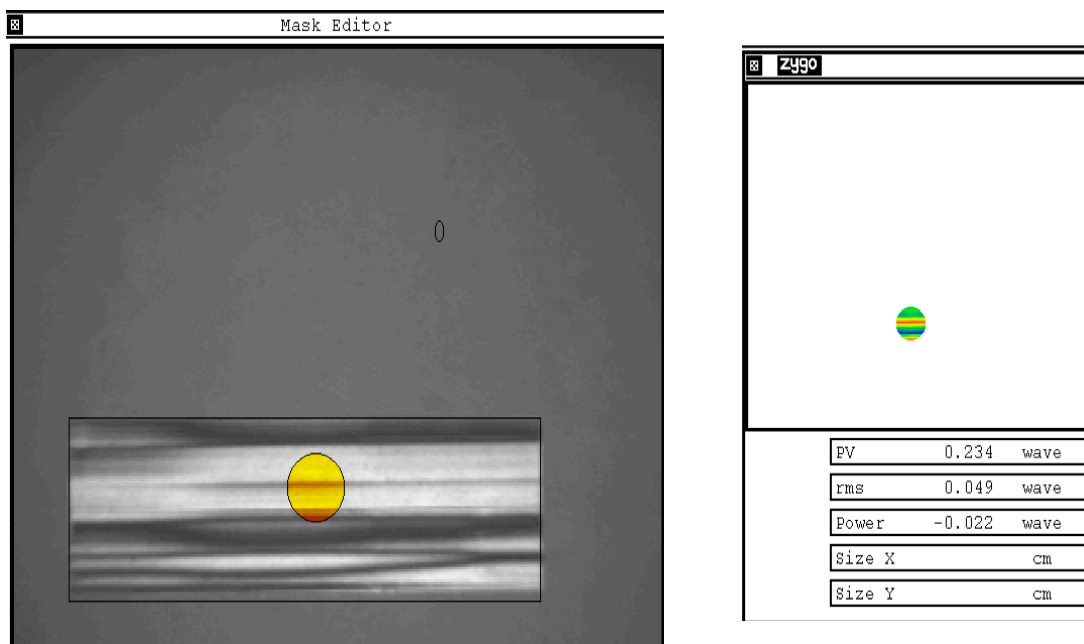 Mask Editor
zygo
PV 0.234 wave
rms 0.049 wave
Power -0.022 wave
Size X cm
Size Y cm